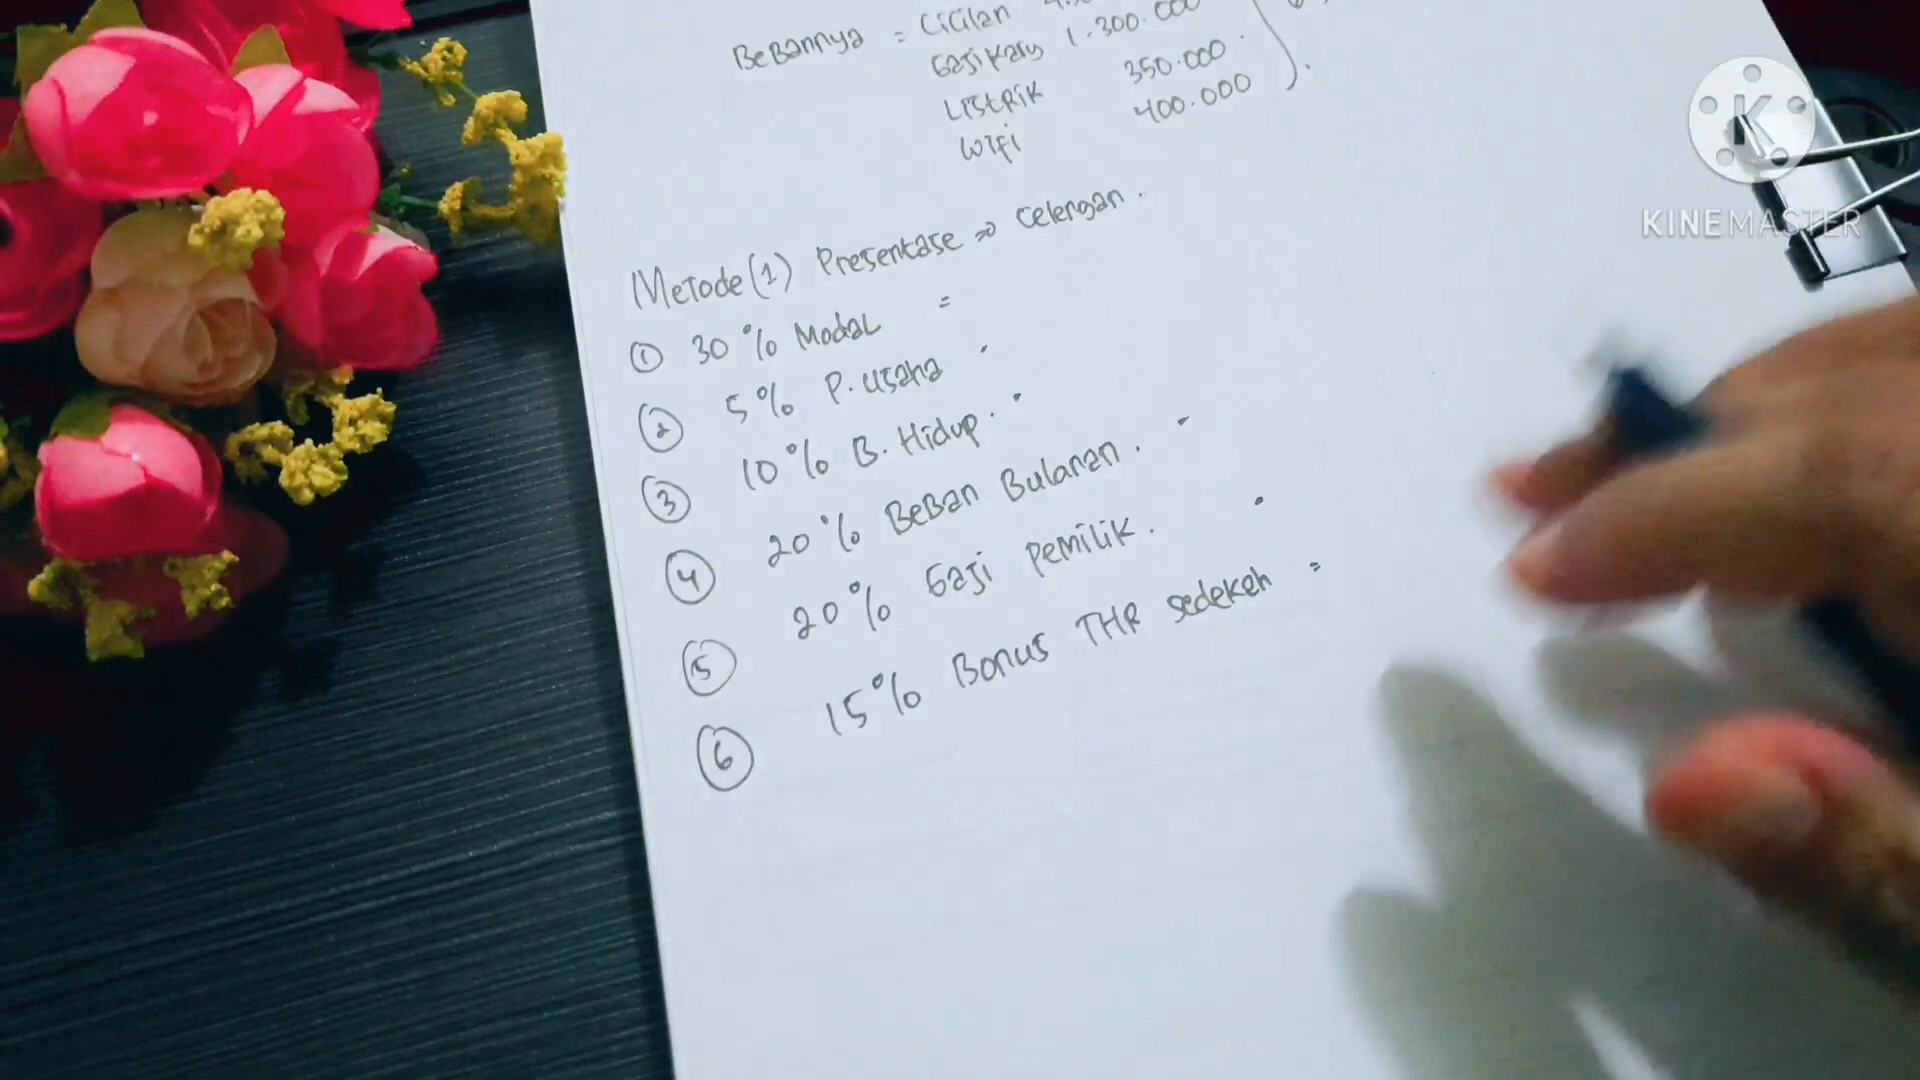 BeBannya = Cicilan
Gaji Kary 1.300.000
Listrik 350.000
Wifi 400.000
Metode (1) Presentase => Celengan.
① 30 % Modal =
② 5 % P. Usaha
③ 10 % B. Hidup.
④ 20 % BeBan Bulanan.
⑤ 20 % Gaji Pemilik.
⑥ 15 % Bonus THR Sedekah =
K
KINEMASTER